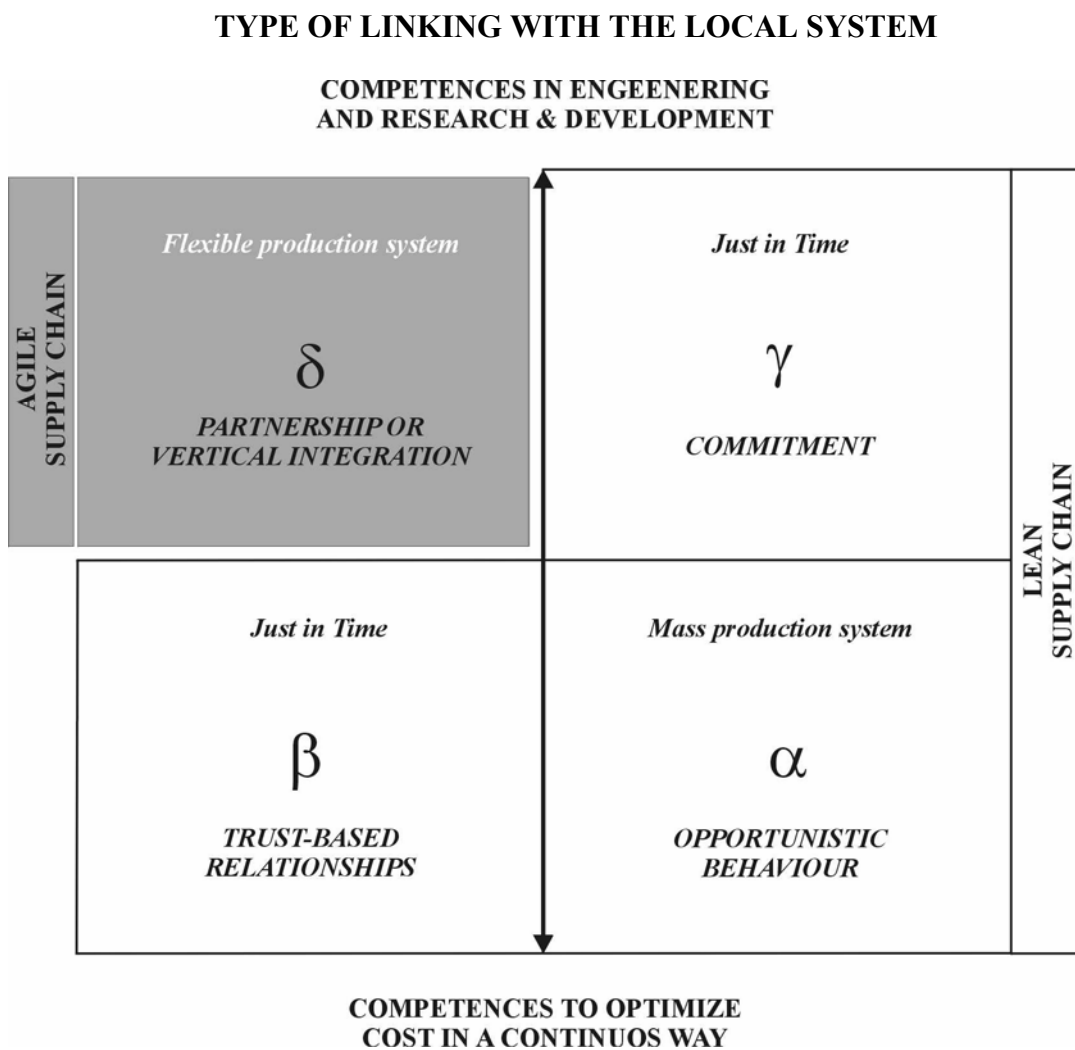 TYPE OF LINKING WITH THE LOCAL SYSTEM
COMPETENCES IN ENGEENERING
AND RESEARCH & DEVELOPMENT
AGILE
SUPPLY CHAIN
Flexible production system
δ
PARTNERSHIP OR
VERTICAL INTEGRATION
Just in Time
γ
COMMITMENT
LEAN
SUPPLY CHAIN
Just in Time
β
TRUST-BASED
RELATIONSHIPS
Mass production system
α
OPPORTUNISTIC
BEHAVIOUR
COMPETENCES TO OPTIMIZE
COST IN A CONTINUOS WAY